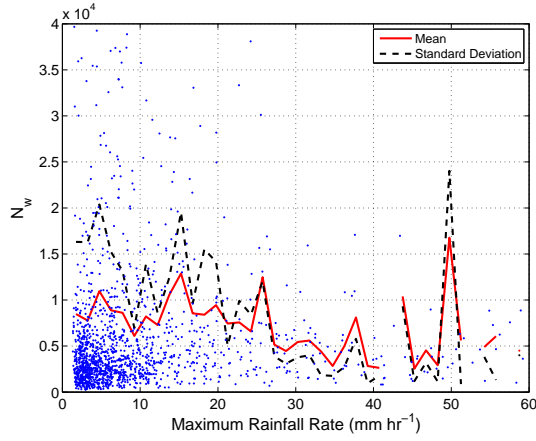 x 10^4
4
3.5
3
2.5
2
1.5
1
0.5
0
N_w
Mean
Standard Deviation
0 10 20 30 40 50 60
Maximum Rainfall Rate (mm hr⁻¹)